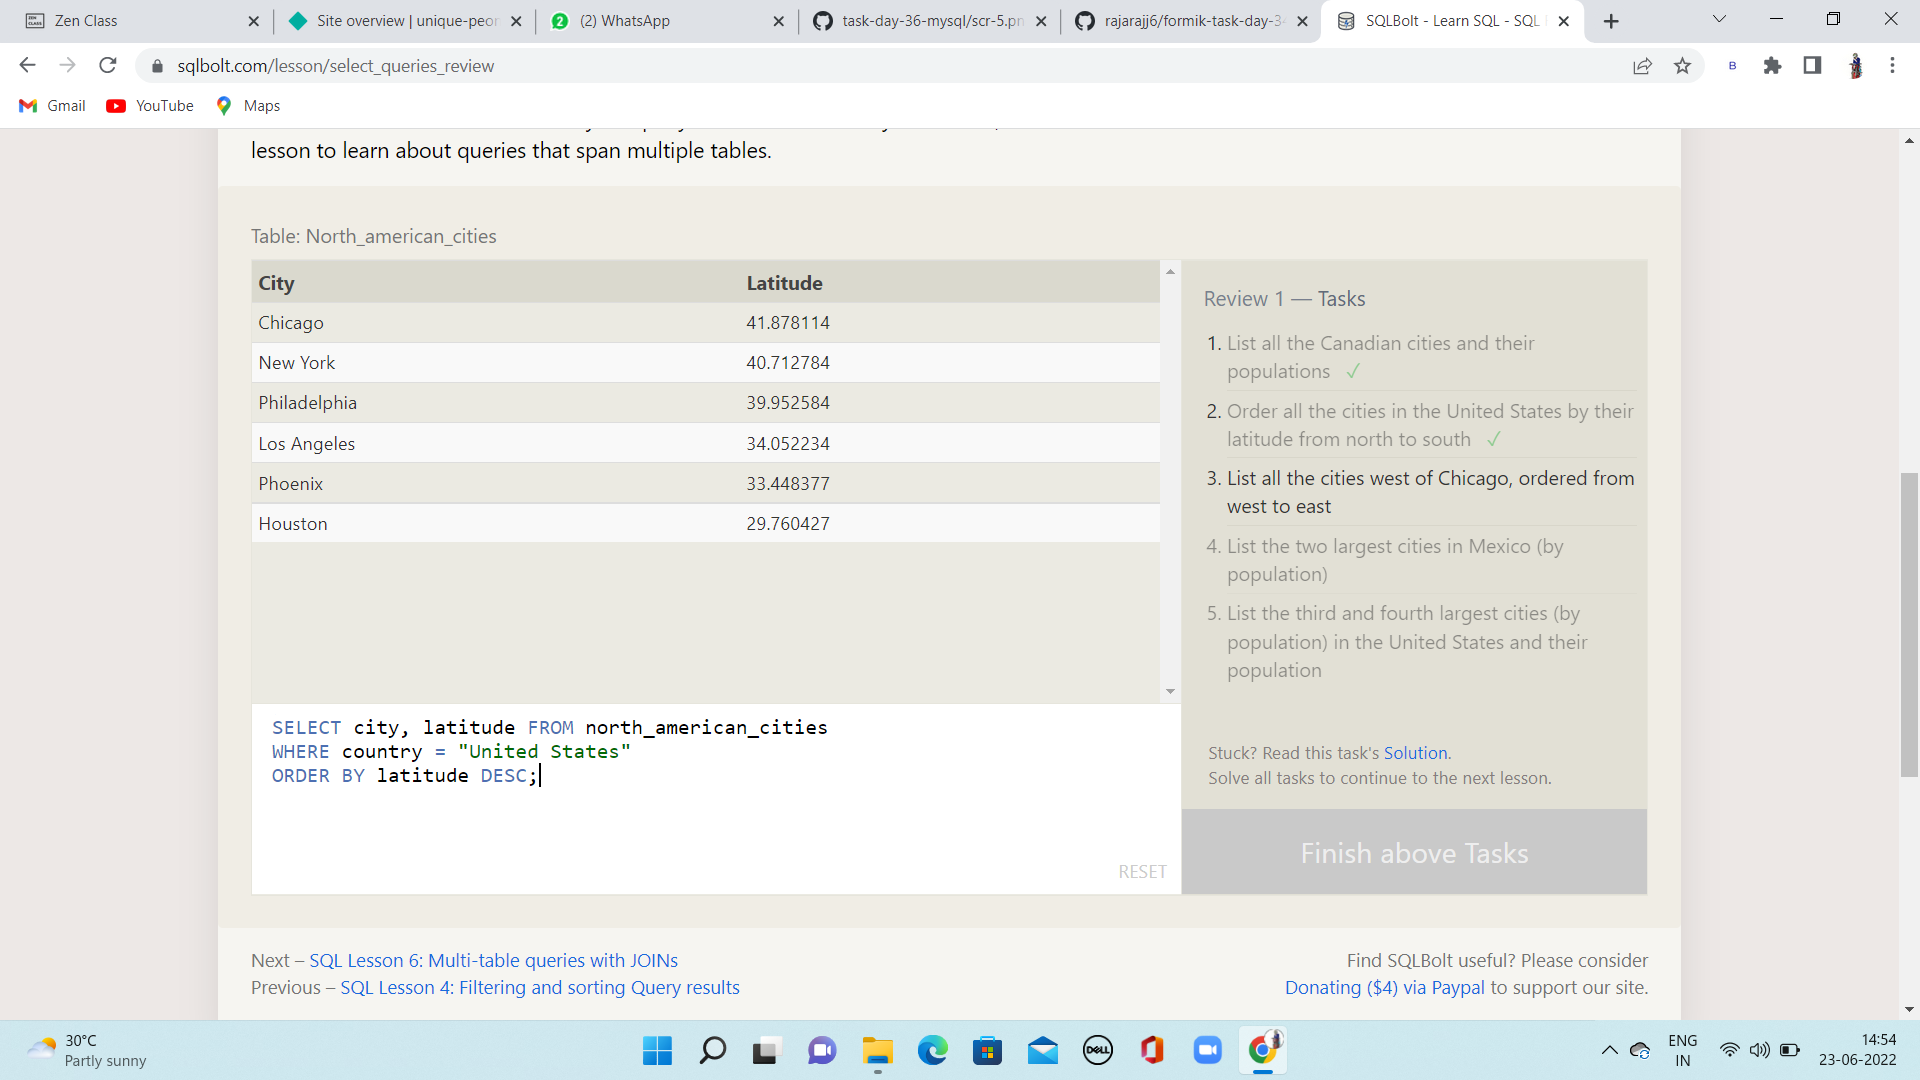 Zen Class
Site overview | unique-peor
(2) WhatsApp
task-day-36-mysql/scr-5.pn
rajarajj6/formik-task-day-3
SQLBolt - Learn SQL - SQL
sqlbolt.com/lesson/select_queries_review
B
Gmail
YouTube
Maps
lesson to learn about queries that span multiple tables.
Table: North_american_cities
City Latitude
Chicago 41.878114
New York 40.712784
Philadelphia 39.952584
Los Angeles 34.052234
Phoenix 33.448377
Houston 29.760427
SELECT city, latitude FROM north_american_cities
WHERE country = "United States"
ORDER BY latitude DESC;
RESET
Review 1 — Tasks
1. List all the Canadian cities and their
populations ✓
2. Order all the cities in the United States by their
latitude from north to south ✓
3. List all the cities west of Chicago, ordered from
west to east
4. List the two largest cities in Mexico (by
population)
5. List the third and fourth largest cities (by
population) in the United States and their
population
Stuck? Read this task's Solution.
Solve all tasks to continue to the next lesson.
Finish above Tasks
Next – SQL Lesson 6: Multi-table queries with JOINs
Previous – SQL Lesson 4: Filtering and sorting Query results
Find SQLBolt useful? Please consider
Donating ($4) via Paypal to support our site.
30°C
Partly sunny
DELL
ENG
IN
14:54
23-06-2022